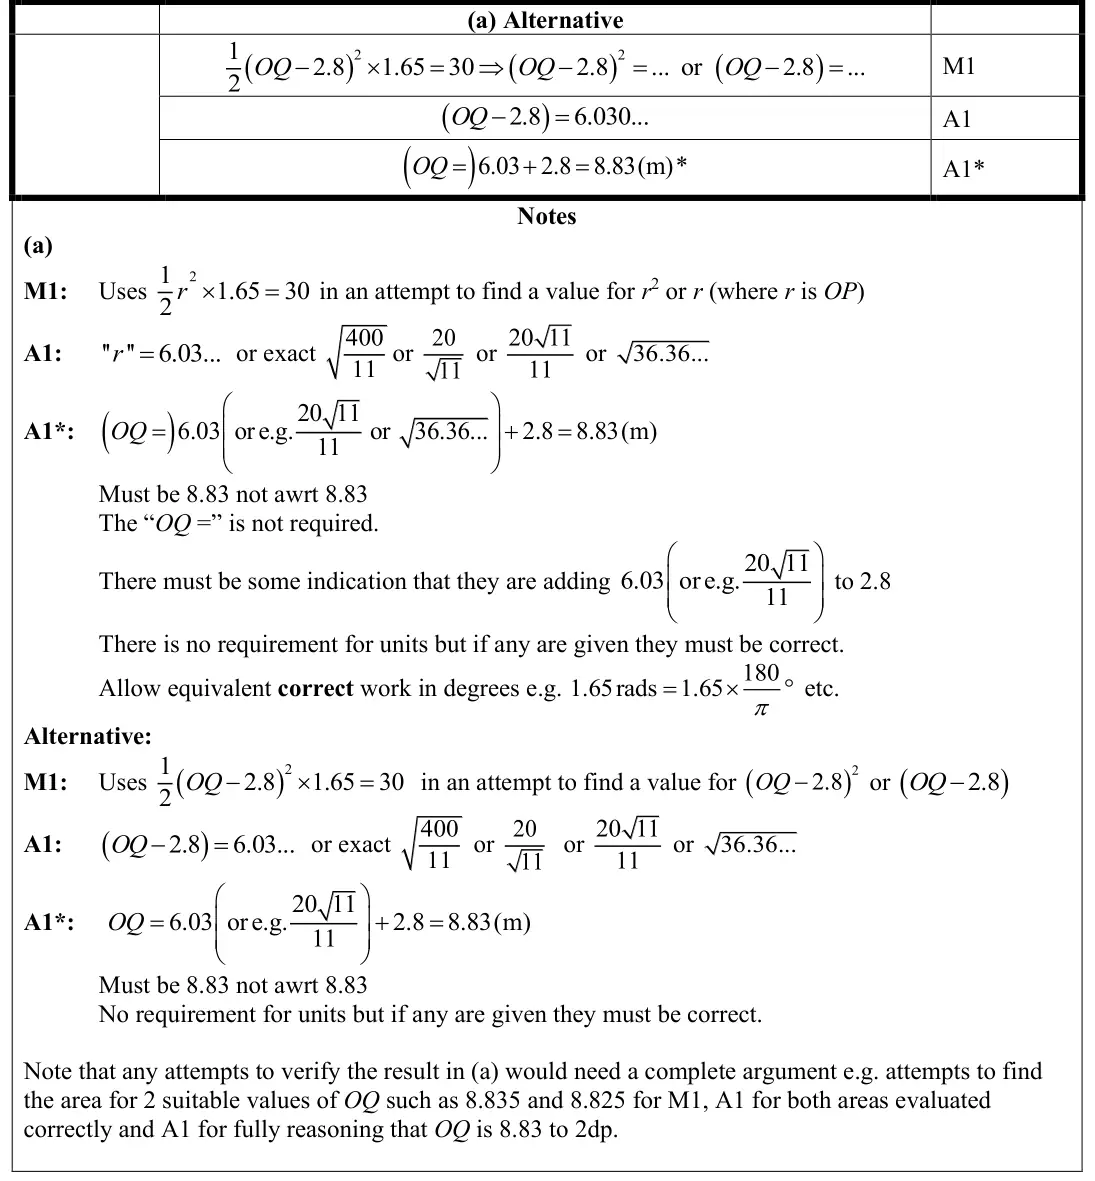 (a) Alternative
1/2(OQ−2.8)²×1.65=30⇒(OQ−2.8)²=... or (OQ−2.8)=... M1
(OQ−2.8)=6.030... A1
(OQ=)6.03+2.8=8.83(m)* A1*
Notes
(a)
M1: Uses 1/2 r²×1.65=30 in an attempt to find a value for r² or r (where r is OP)
A1: "r"=6.03... or exact √(400/11) or 20/√11 or 20√11/11 or √36.36...
A1*: (OQ=)6.03(or e.g. 20√11/11 or √36.36...)+2.8=8.83(m)
Must be 8.83 not awrt 8.83
The “OQ =” is not required.
There must be some indication that they are adding 6.03(or e.g. 20√11/11) to 2.8
There is no requirement for units but if any are given they must be correct.
Allow equivalent correct work in degrees e.g. 1.65 rads=1.65×180/π° etc.
Alternative:
M1: Uses 1/2(OQ−2.8)²×1.65=30 in an attempt to find a value for (OQ−2.8)² or (OQ−2.8)
A1: (OQ−2.8)=6.03... or exact √(400/11) or 20/√11 or 20√11/11 or √36.36...
A1*: OQ=6.03(or e.g. 20√11/11)+2.8=8.83(m)
Must be 8.83 not awrt 8.83
No requirement for units but if any are given they must be correct.
Note that any attempts to verify the result in (a) would need a complete argument e.g. attempts to find
the area for 2 suitable values of OQ such as 8.835 and 8.825 for M1, A1 for both areas evaluated
correctly and A1 for fully reasoning that OQ is 8.83 to 2dp.